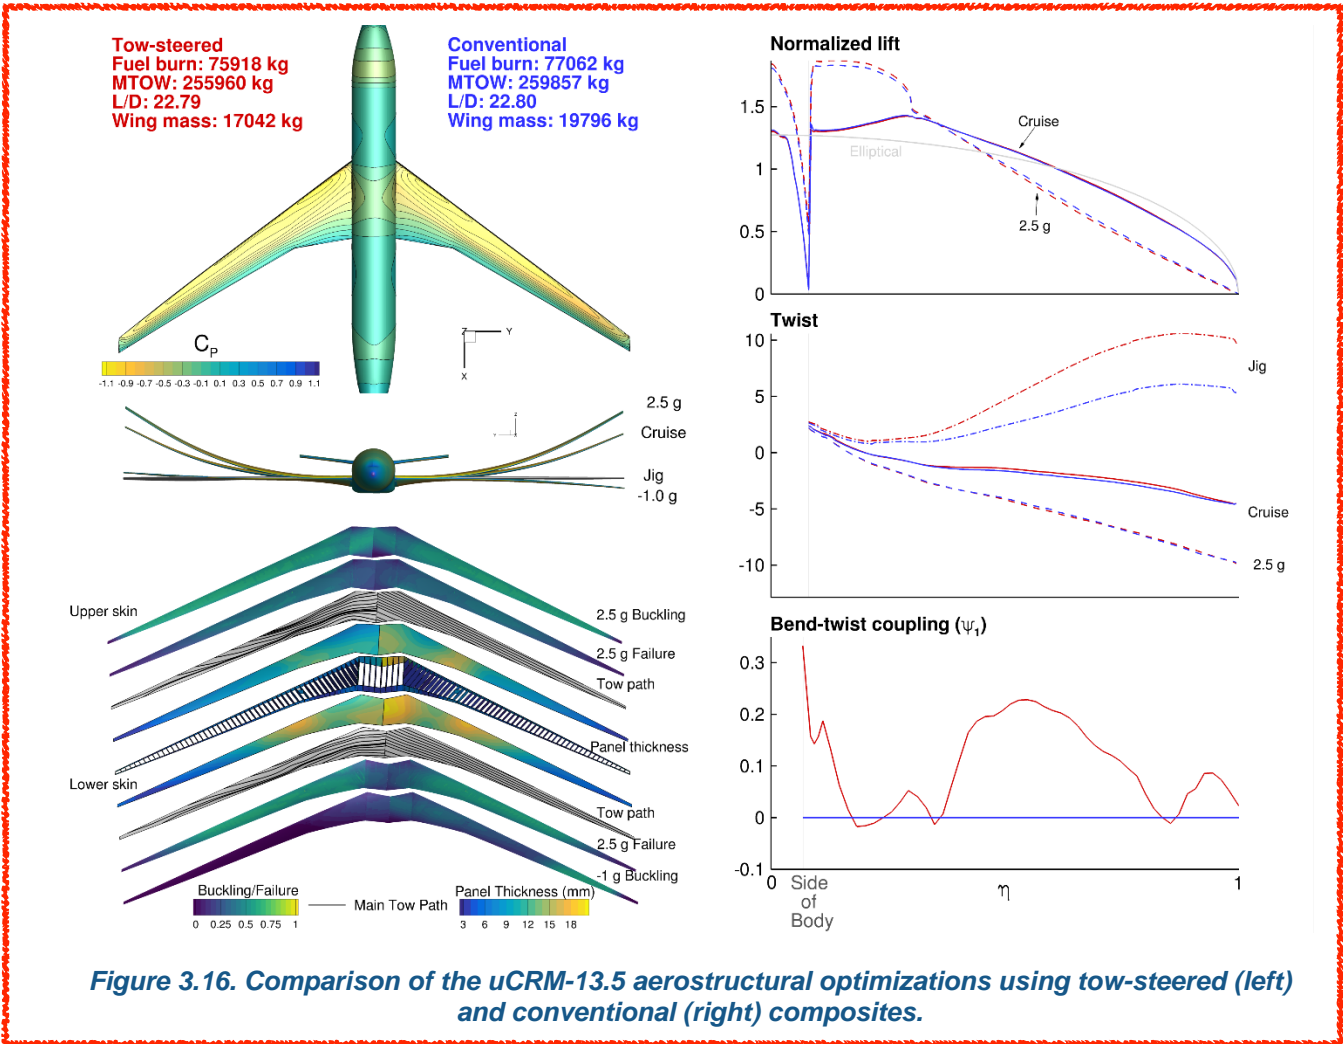 Tow-steered
Fuel burn: 75918 kg
MTOW: 255960 kg
L/D: 22.79
Wing mass: 17042 kg
Conventional
Fuel burn: 77062 kg
MTOW: 259857 kg
L/D: 22.80
Wing mass: 19796 kg
C_P
-1.1 -0.9 -0.7 -0.5 -0.3 -0.1 0.1 0.3 0.5 0.7 0.9 1.1
Z Y
X
2.5 g
Cruise
Jig
-1.0 g
Upper skin
2.5 g Buckling
2.5 g Failure
Tow path
Panel thickness
Lower skin
Tow path
2.5 g Failure
-1 g Buckling
Buckling/Failure
0 0.25 0.5 0.75 1
Main Tow Path
Panel Thickness (mm)
3 6 9 12 15 18
Normalized lift
1.5
1
0.5
0
Cruise
Elliptical
2.5 g
Twist
10
5
0
-5
-10
Jig
Cruise
2.5 g
Bend-twist coupling (ψ₁)
0.3
0.2
0.1
0
-0.1
0 η 1
Side
of
Body
Figure 3.16. Comparison of the uCRM-13.5 aerostructural optimizations using tow-steered (left)
and conventional (right) composites.